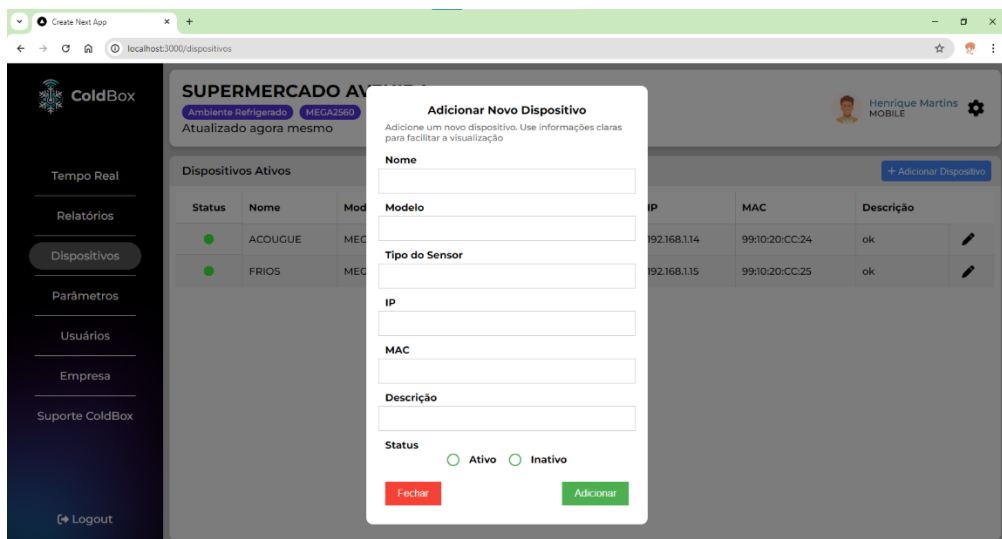 Create Next App
localhost:3000/dispositivos
ColdBox
SUPERMERCADO
Ambiente Refrigerado
MEGA2560
Atualizado agora mesmo
Henrique Martins
MOBILE
Tempo Real
Relatórios
Dispositivos
Parâmetros
Usuários
Empresa
Suporte ColdBox
Logout
Dispositivos Ativos
+ Adicionar Dispositivo
Status Nome IP MAC Descrição
ACOUGUE 192.168.1.14 99:10:20:CC:24 ok
FRIOS 192.168.1.15 99:10:20:CC:25 ok
Adicionar Novo Dispositivo
Adicione um novo dispositivo. Use informações claras
para facilitar a visualização
Nome
Modelo
Tipo do Sensor
IP
MAC
Descrição
Status
Ativo Inativo
Fechar Adicionar